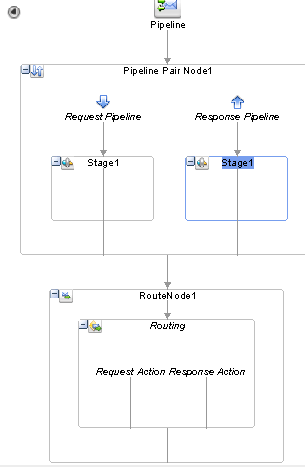 Pipeline
Pipeline Pair Node1
Request Pipeline
Response Pipeline
Stage1
Stage1
RouteNode1
Routing
Request Action Response Action